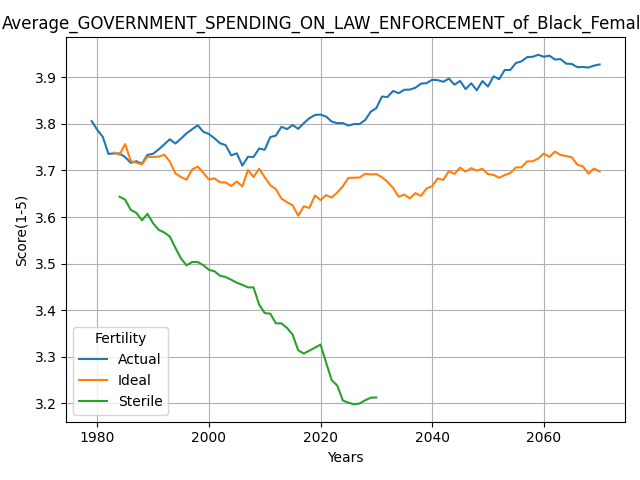 Average_GOVERNMENT_SPENDING_ON_LAW_ENFORCEMENT_of_Black_Femal
Score(1-5)
3.9
3.8
3.7
3.6
3.5
3.4
3.3
3.2
Fertility
Actual
Ideal
Sterile
1980 2000 2020 2040 2060
Years